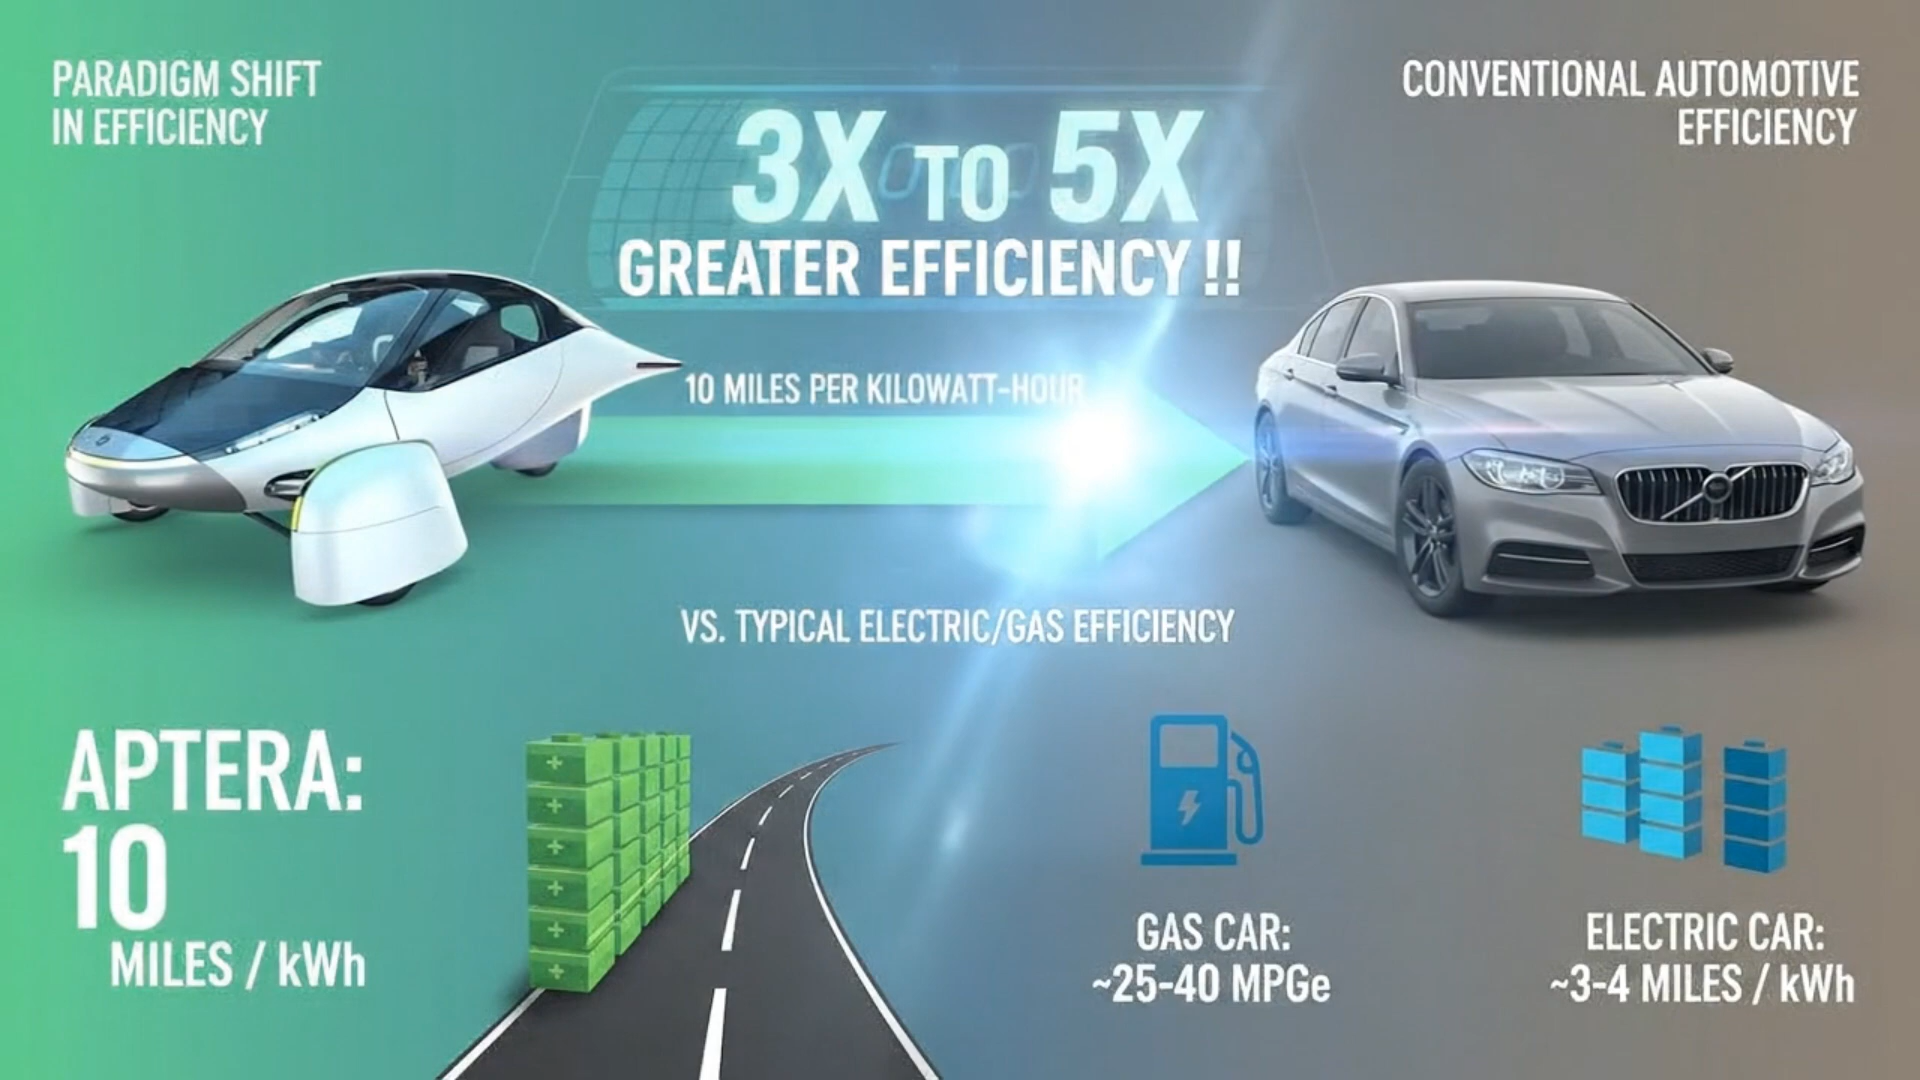 PARADIGM SHIFT
IN EFFICIENCY
3X TO 5X
GREATER EFFICIENCY !!
CONVENTIONAL AUTOMOTIVE
EFFICIENCY
10 MILES PER KILOWATT-HOUR
VS. TYPICAL ELECTRIC/GAS EFFICIENCY
APTERA:
10
MILES / kWh
GAS CAR:
~25-40 MPGe
ELECTRIC CAR:
~3-4 MILES / kWh